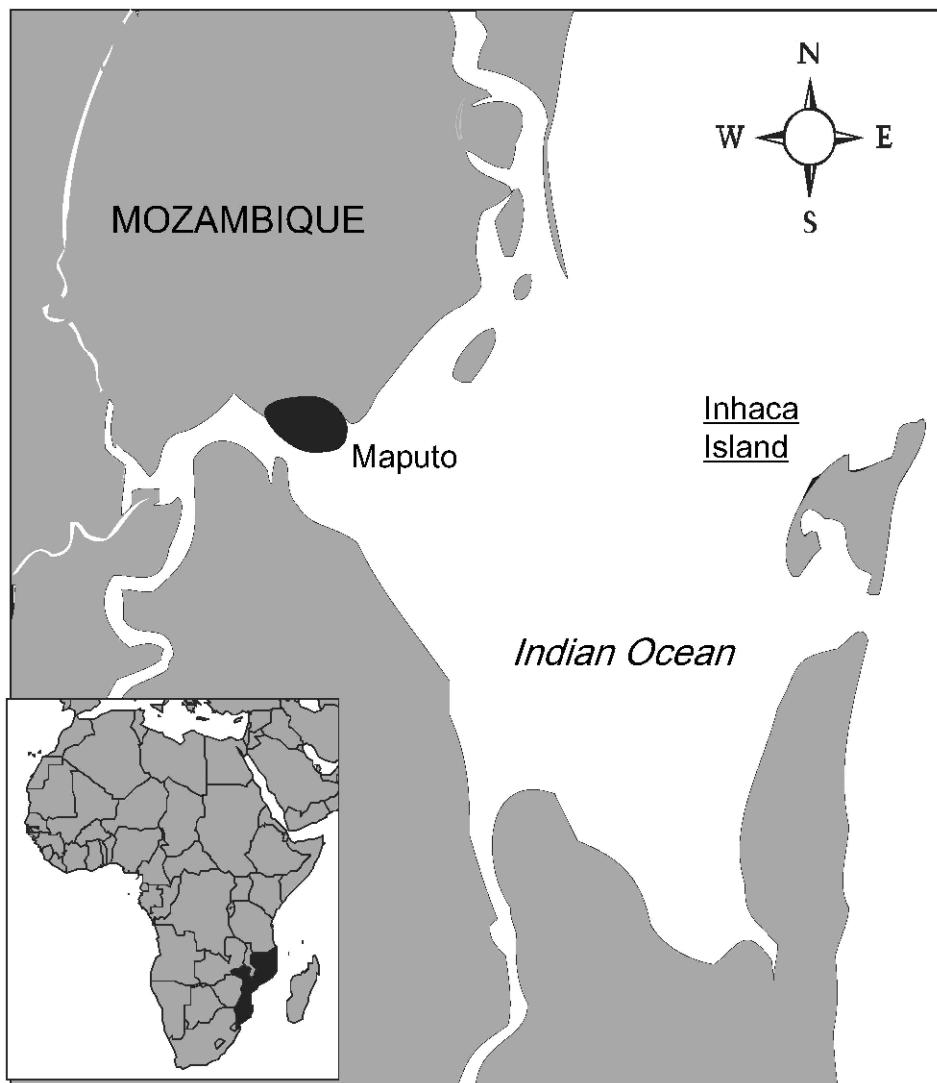 N
W E
S
MOZAMBIQUE
Inhaca
Island
Maputo
Indian Ocean